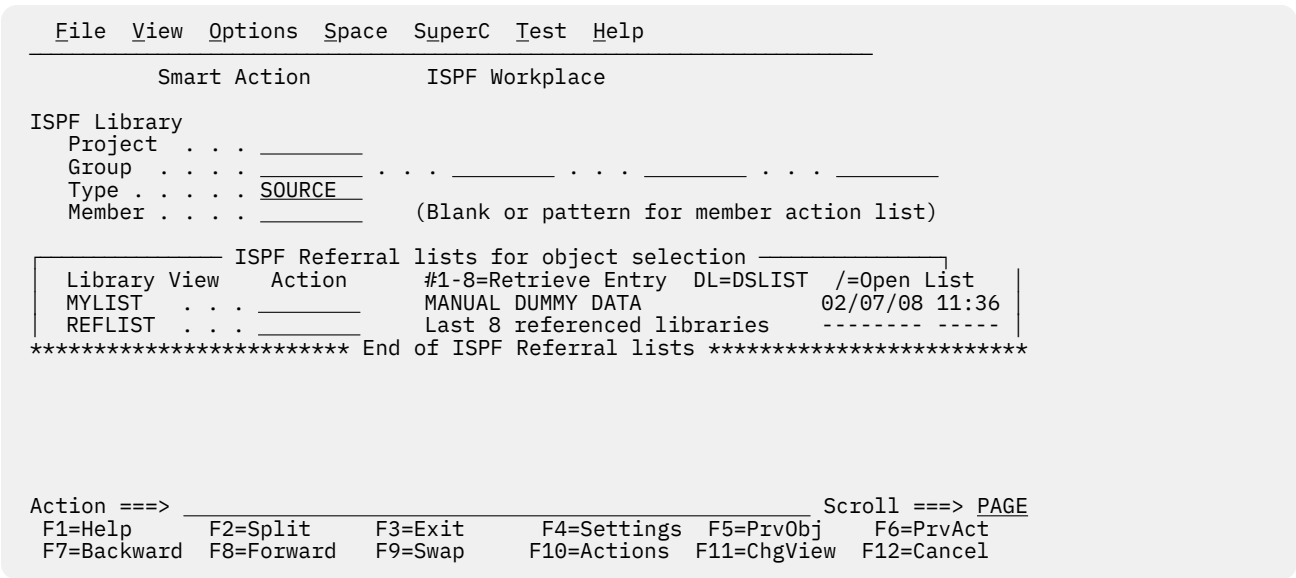 File View Options Space SuperC Test Help
Smart Action ISPF Workplace
ISPF Library
Project . . . ________
Group . . . . ________ . . . ________ . . . ________ . . . ________
Type . . . . . SOURCE
Member . . . . ________ (Blank or pattern for member action list)
ISPF Referral lists for object selection
Library View Action #1-8=Retrieve Entry DL=DSLIST /=Open List
MYLIST . . . ________ MANUAL DUMMY DATA 02/07/08 11:36
REFLIST . . . ________ Last 8 referenced libraries -------- -----
************************* End of ISPF Referral lists *************************
Action ===> ________ Scroll ===> PAGE
F1=Help F2=Split F3=Exit F4=Settings F5=PrvObj F6=PrvAct
F7=Backward F8=Forward F9=Swap F10=Actions F11=ChgView F12=Cancel